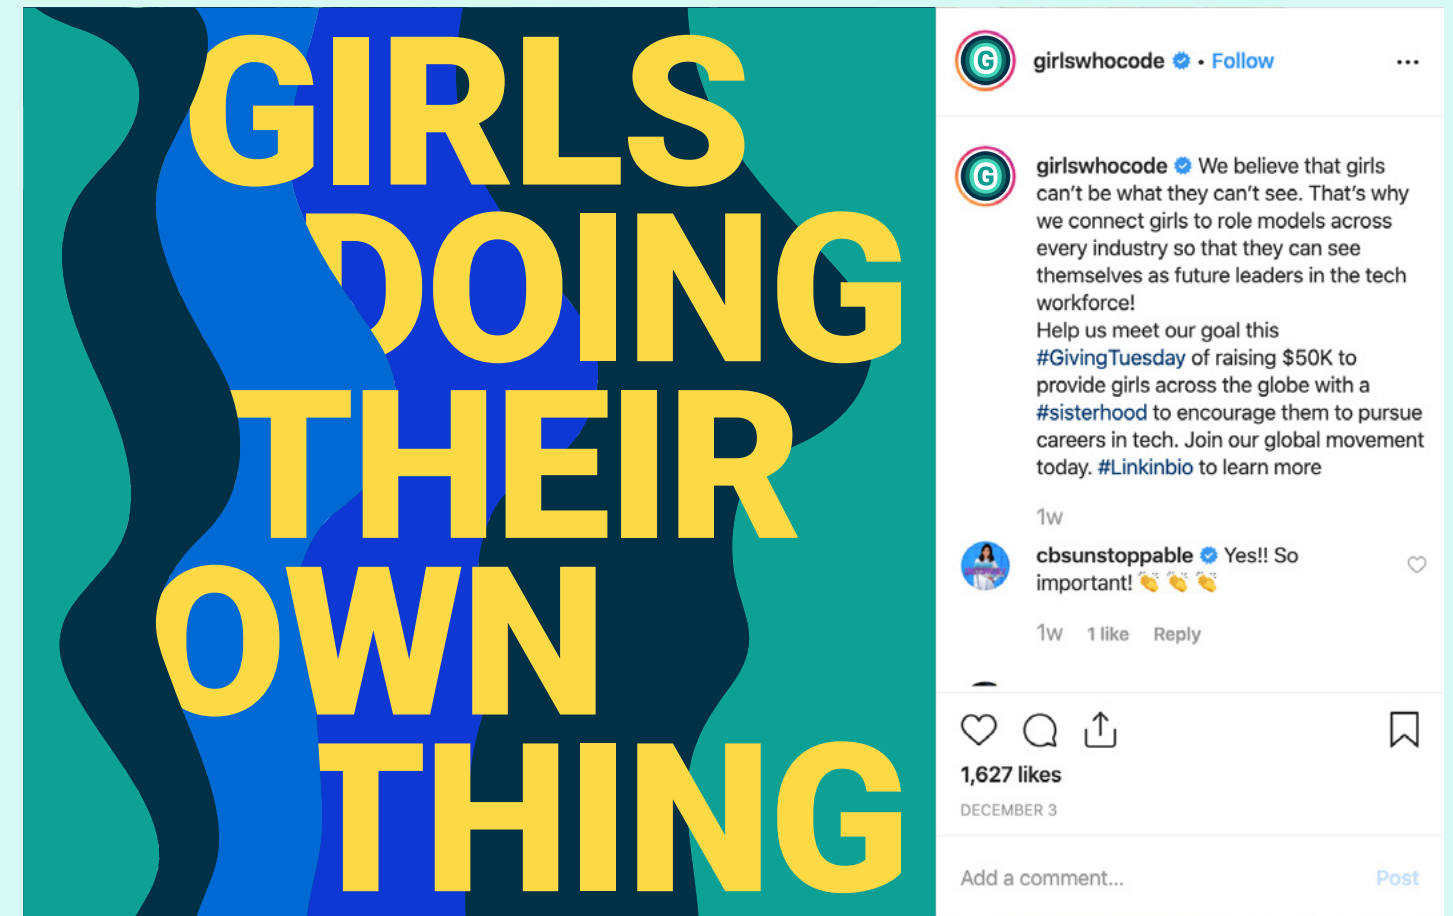 GIRLS
DOING
THEIR
OWN
THING
G
girlswhocode • Follow
G
girlswhocode We believe that girls
can't be what they can't see. That's why
we connect girls to role models across
every industry so that they can see
themselves as future leaders in the tech
workforce!
Help us meet our goal this
#GivingTuesday of raising $50K to
provide girls across the globe with a
#sisterhood to encourage them to pursue
careers in tech. Join our global movement
today. #Linkinbio to learn more
1w
cbsunstoppable Yes!! So
important! 👏 👏 👏
1w 1 like Reply
1,627 likes
DECEMBER 3
Add a comment... Post